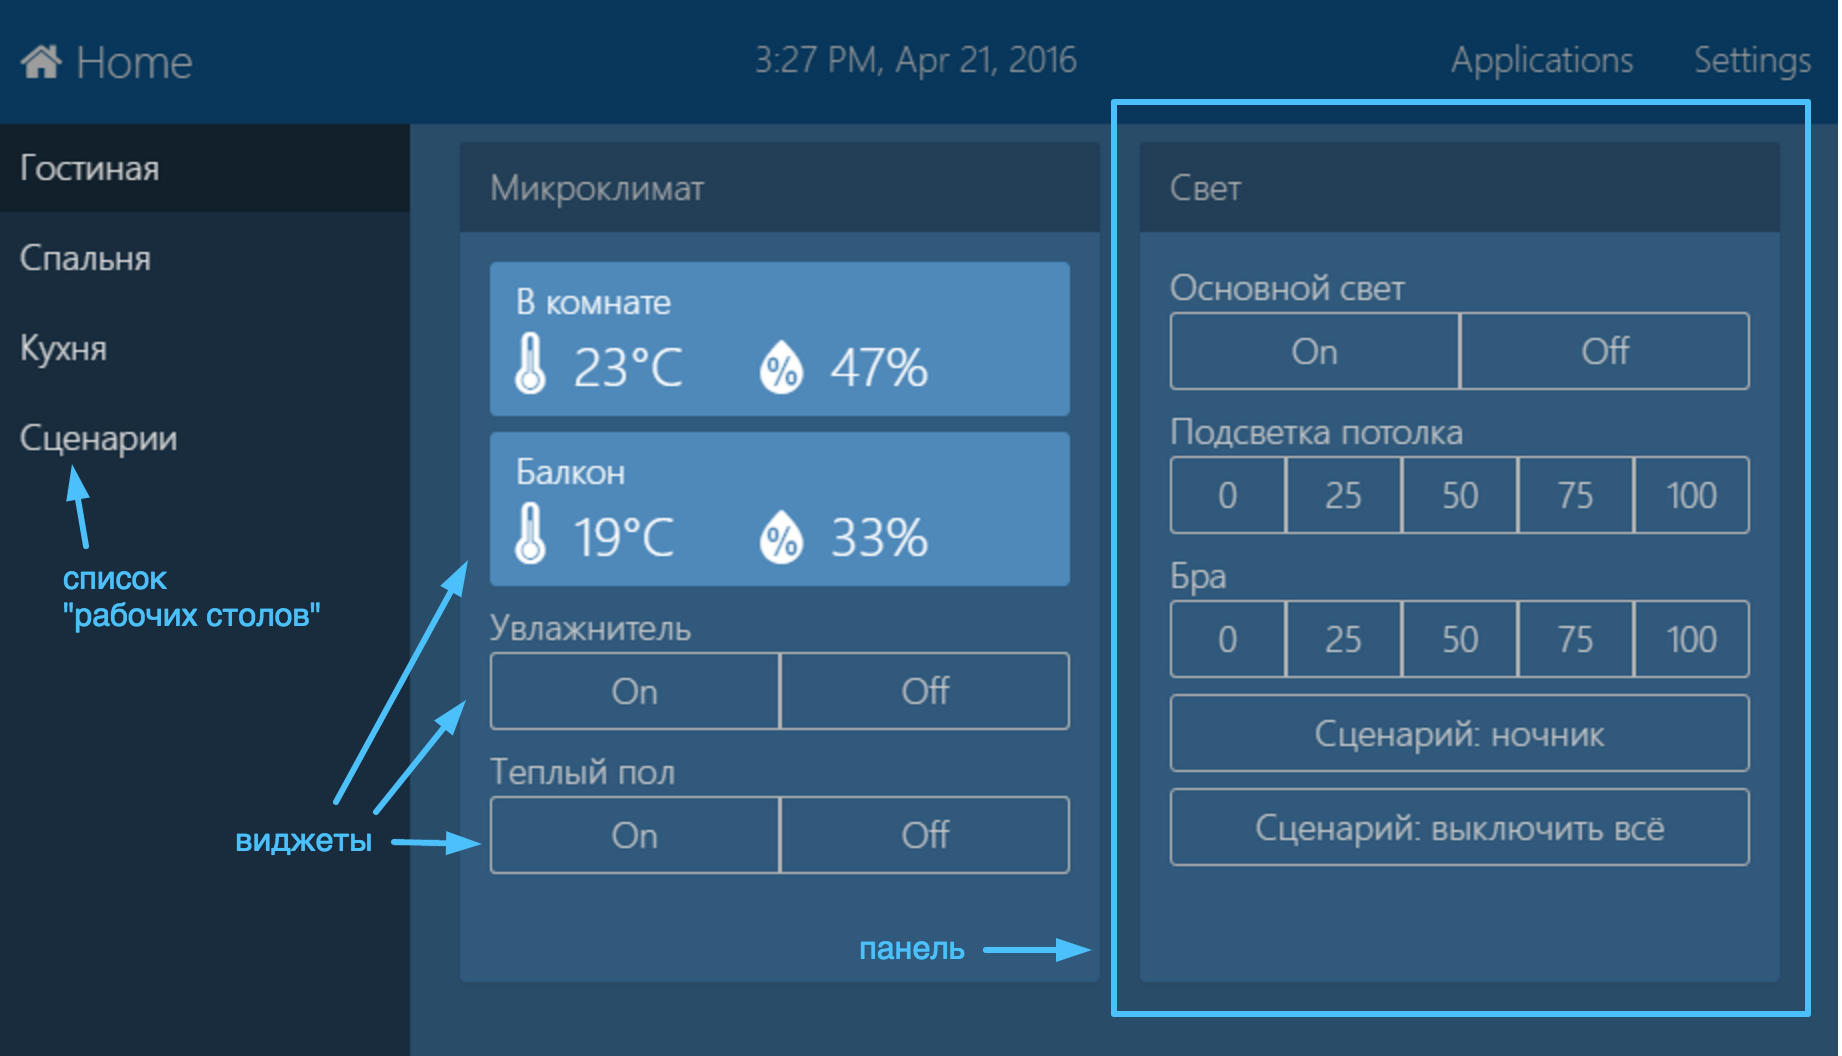 Home
3:27 PM, Apr 21, 2016
Applications
Settings
Гостиная
Спальня
Кухня
Сценарии
список
"рабочих столов"
Микроклимат
В комнате
23°C
%
47%
Балкон
19°C
%
33%
Увлажнитель
On
Off
Теплый пол
On
Off
виджеты
панель
Свет
Основной свет
On
Off
Подсветка потолка
0
25
50
75
100
Бра
0
25
50
75
100
Сценарий: ночник
Сценарий: выключить всё